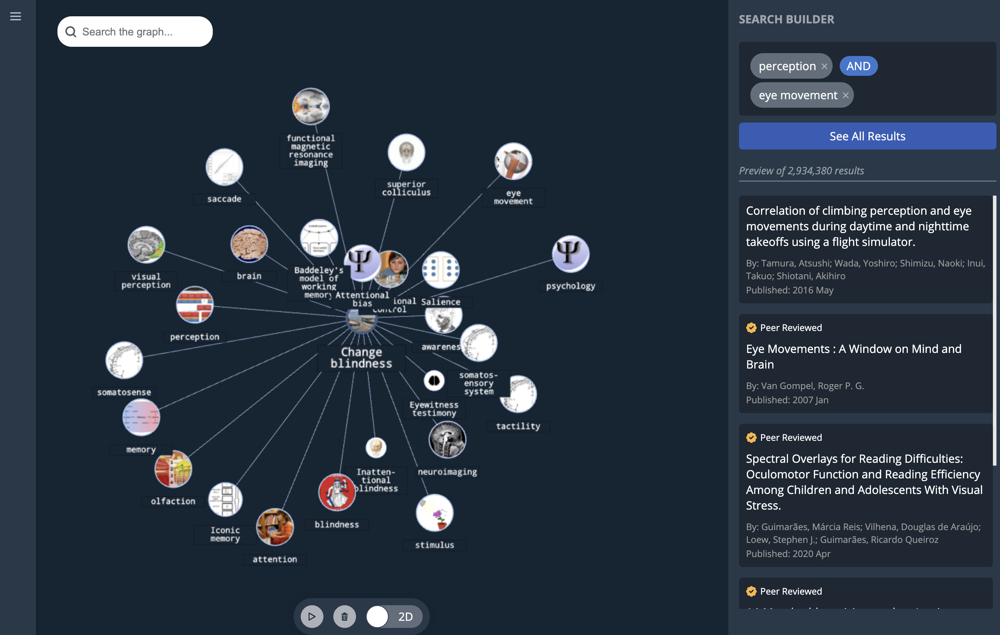 Search the graph...
functional
magnetic
resonance
imaging
superior
colliculus
eye
movement
saccade
visual
perception
brain
Baddeley's
model of
working
memory
Attentional
bias
control
Salience
psychology
perception
Change
blindness
somatosense
somatos-
ensory
system
Eyewitness
testimony
tactility
memory
neuroimaging
Inatten-
tional
blindness
olfaction
blindness
Iconic
memory
stimulus
attention
2D
SEARCH BUILDER
perception × AND
eye movement ×
See All Results
Preview of 2,934,380 results
Correlation of climbing perception and eye
movements during daytime and nighttime
takeoffs using a flight simulator.
By: Tamura, Atsushi; Wada, Yoshiro; Shimizu, Naoki; Inui,
Takuo; Shiotani, Akihiro
Published: 2016 May
Peer Reviewed
Eye Movements : A Window on Mind and
Brain
By: Van Gompel, Roger P. G.
Published: 2007 Jan
Peer Reviewed
Spectral Overlays for Reading Difficulties:
Oculomotor Function and Reading Efficiency
Among Children and Adolescents With Visual
Stress.
By: Guimarães, Márcia Reis; Vilhena, Douglas de Araújo;
Loew, Stephen J.; Guimarães, Ricardo Queiroz
Published: 2020 Apr
Peer Reviewed